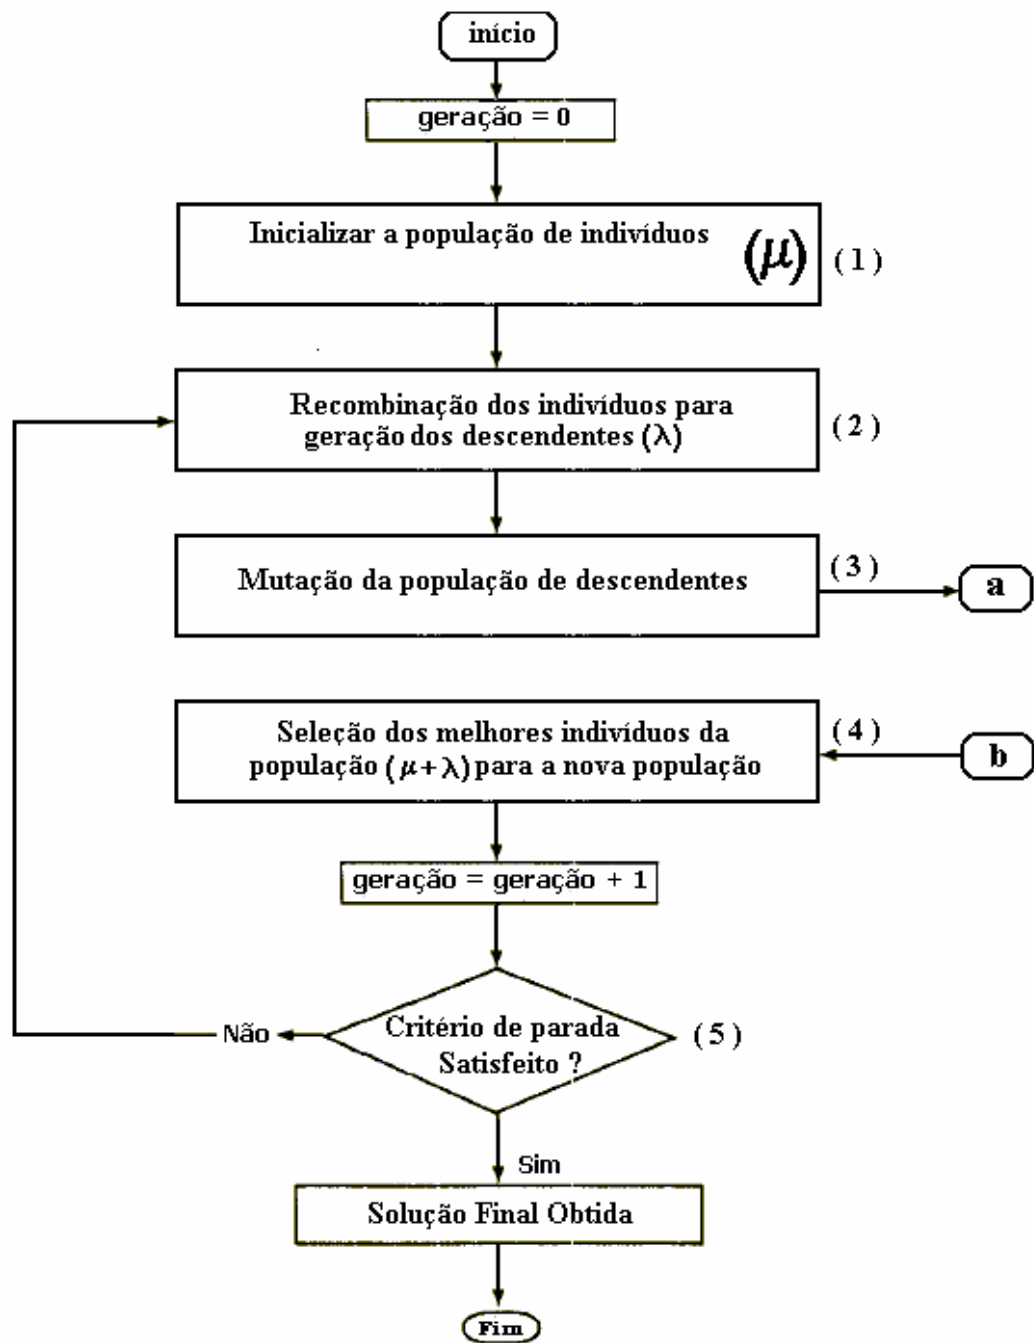 início
geração = 0
Inicializar a população de indivíduos (μ) (1)
Recombinação dos indivíduos para
geração dos descendentes (λ)
(2)
Mutação da população de descendentes
(3)
a
Seleção dos melhores indivíduos da
população (μ+λ) para a nova população
(4)
b
geração = geração + 1
Critério de parada
Satisfeito ?
(5)
Não
Sim
Solução Final Obtida
Fim